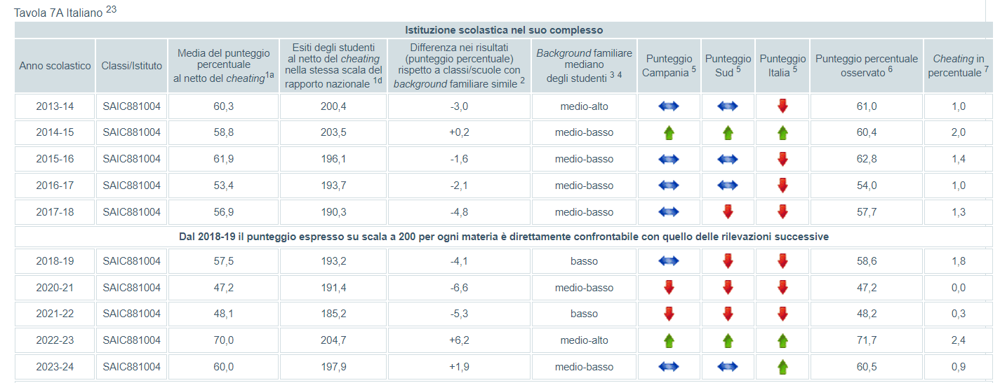 Tavola 7A Italiano 23
Istituzione scolastica nel suo complesso
Anno scolastico
Classi/Istituto
Media del punteggio
percentuale
al netto del cheating1a
Esiti degli studenti
al netto del cheating
nella stessa scala del
rapporto nazionale 1d
Differenza nei risultati
(punteggio percentuale)
rispetto a classi/scuole con
background familiare simile 2
Background familiare
mediano
degli studenti 3 4
Punteggio
Campania 5
Punteggio
Sud 5
Punteggio
Italia 5
Punteggio percentuale
osservato 6
Cheating in
percentuale 7
2013-14 SAIC881004 60,3 200,4 -3,0 medio-alto 61,0 1,0
2014-15 SAIC881004 58,8 203,5 +0,2 medio-basso 60,4 2,0
2015-16 SAIC881004 61,9 196,1 -1,6 medio-basso 62,8 1,4
2016-17 SAIC881004 53,4 193,7 -2,1 medio-basso 54,0 1,0
2017-18 SAIC881004 56,9 190,3 -4,8 medio-basso 57,7 1,3
Dal 2018-19 il punteggio espresso su scala a 200 per ogni materia è direttamente confrontabile con quello delle rilevazioni successive
2018-19 SAIC881004 57,5 193,2 -4,1 basso 58,6 1,8
2020-21 SAIC881004 47,2 191,4 -6,6 medio-basso 47,2 0,0
2021-22 SAIC881004 48,1 185,2 -5,3 basso 48,2 0,3
2022-23 SAIC881004 70,0 204,7 +6,2 medio-alto 71,7 2,4
2023-24 SAIC881004 60,0 197,9 +1,9 medio-basso 60,5 0,9